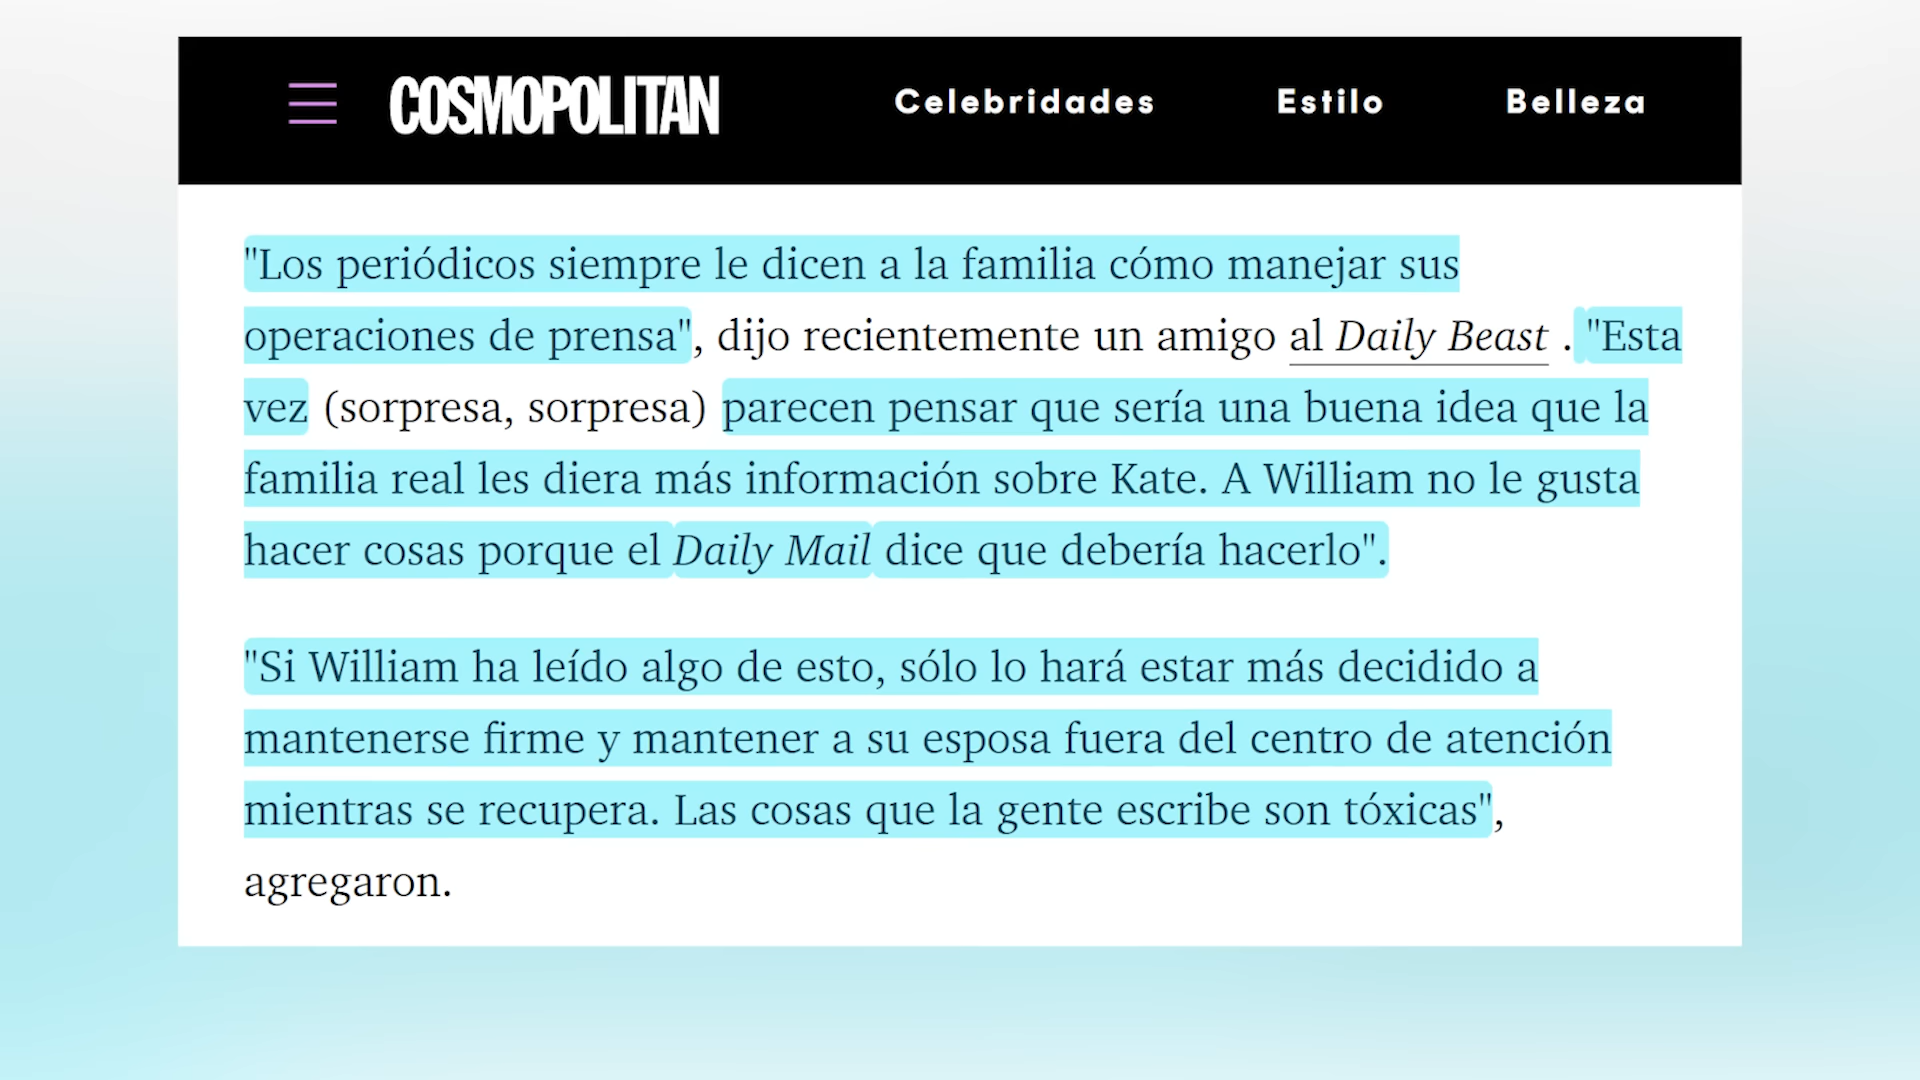 COSMOPOLITAN Celebridades Estilo Belleza
"Los periódicos siempre le dicen a la familia cómo manejar sus
operaciones de prensa", dijo recientemente un amigo al Daily Beast . "Esta
vez (sorpresa, sorpresa) parecen pensar que sería una buena idea que la
familia real les diera más información sobre Kate. A William no le gusta
hacer cosas porque el Daily Mail dice que debería hacerlo".
"Si William ha leído algo de esto, sólo lo hará estar más decidido a
mantenerse firme y mantener a su esposa fuera del centro de atención
mientras se recupera. Las cosas que la gente escribe son tóxicas",
agregaron.